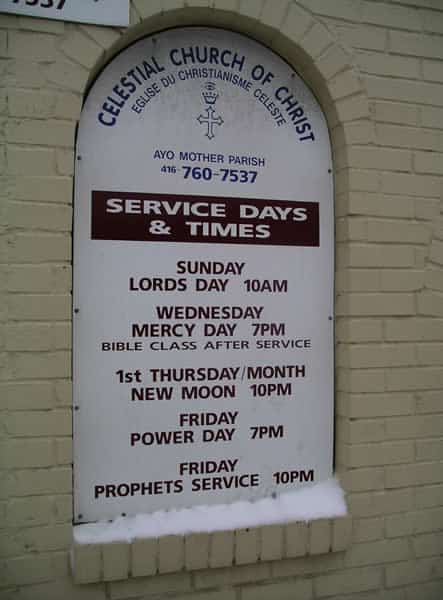 7537
CELESTIAL CHURCH OF CHRIST
EGLISE DU CHRISTIANISME CELESTE
AYO MOTHER PARISH
416-760-7537
SERVICE DAYS
& TIMES
SUNDAY
LORDS DAY 10AM
WEDNESDAY
MERCY DAY 7PM
BIBLE CLASS AFTER SERVICE
1st THURSDAY/MONTH
NEW MOON 10PM
FRIDAY
POWER DAY 7PM
FRIDAY
PROPHETS SERVICE 10PM